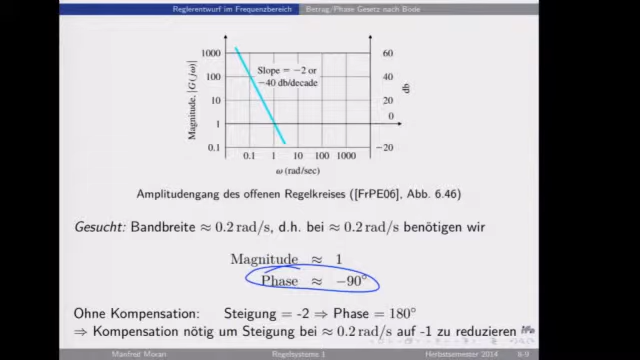 Reglerentwurf im Frequenzbereich Betrag/Phase Gesetz nach Bode
Magnitude, |G(jω)|
1000
100
10
1
0.1
Slope = −2 or
−40 db/decade
60
40
20
0
−20
db
0.1 1 10 100 1000
ω (rad/sec)
Amplitudengang des offenen Regelkreises ([FrPE06], Abb. 6.46)
Gesucht: Bandbreite ≈ 0.2 rad/s, d.h. bei ≈ 0.2 rad/s benötigen wir
Magnitude ≈ 1
Phase ≈ −90°
Ohne Kompensation: Steigung = -2 ⇒ Phase = 180°
⇒ Kompensation nötig um Steigung bei ≈ 0.2 rad/s auf -1 zu reduzieren
Manfred Morari Regelsysteme 1 Herbstsemester 2014 8-9